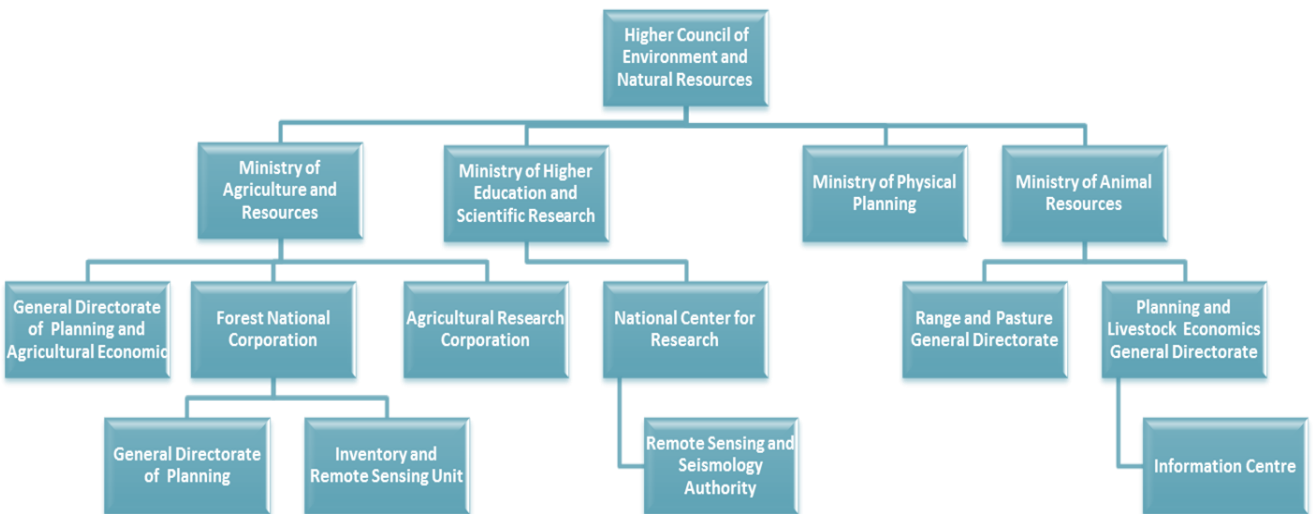 Higher Council of
Environment and
Natural Resources
Ministry of
Agriculture and
Resources
Ministry of Higher
Education and
Scientific Research
Ministry of Physical
Planning
Ministry of Animal
Resources
General Directorate
of Planning and
Agricultural Economic
Forest National
Corporation
Agricultural Research
Corporation
National Center for
Research
Range and Pasture
General Directorate
Planning and
Livestock Economics
General Directorate
General Directorate
of Planning
Inventory and
Remote Sensing Unit
Remote Sensing and
Seismology
Authority
Information Centre